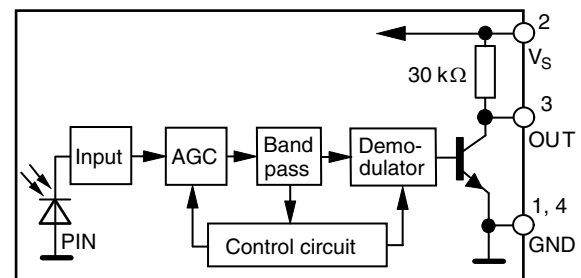 2
V_S
30 kΩ
3
OUT
Input
AGC
Band
pass
Demo-
dulator
1, 4
GND
PIN
Control circuit